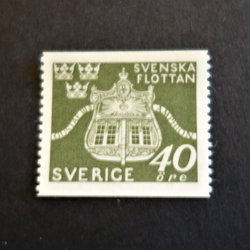 SVENSKA
FLOTTAN
SVERIGE
40
öre